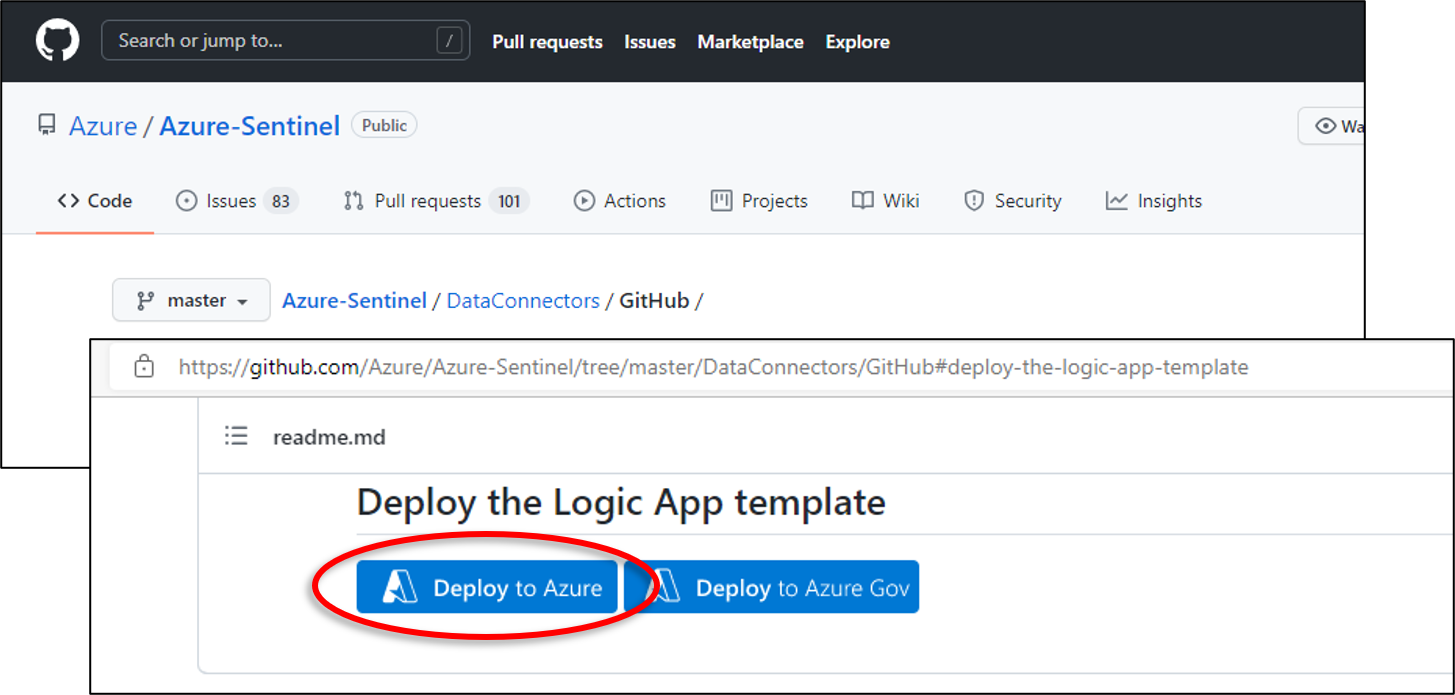 Search or jump to... /
Pull requests Issues Marketplace Explore
Azure / Azure-Sentinel Public
Code Issues 83 Pull requests 101 Actions Projects Wiki Security Insights
master Azure-Sentinel / DataConnectors / GitHub /
https://github.com/Azure/Azure-Sentinel/tree/master/DataConnectors/GitHub#deploy-the-logic-app-template
readme.md
Deploy the Logic App template
Deploy to Azure Deploy to Azure Gov